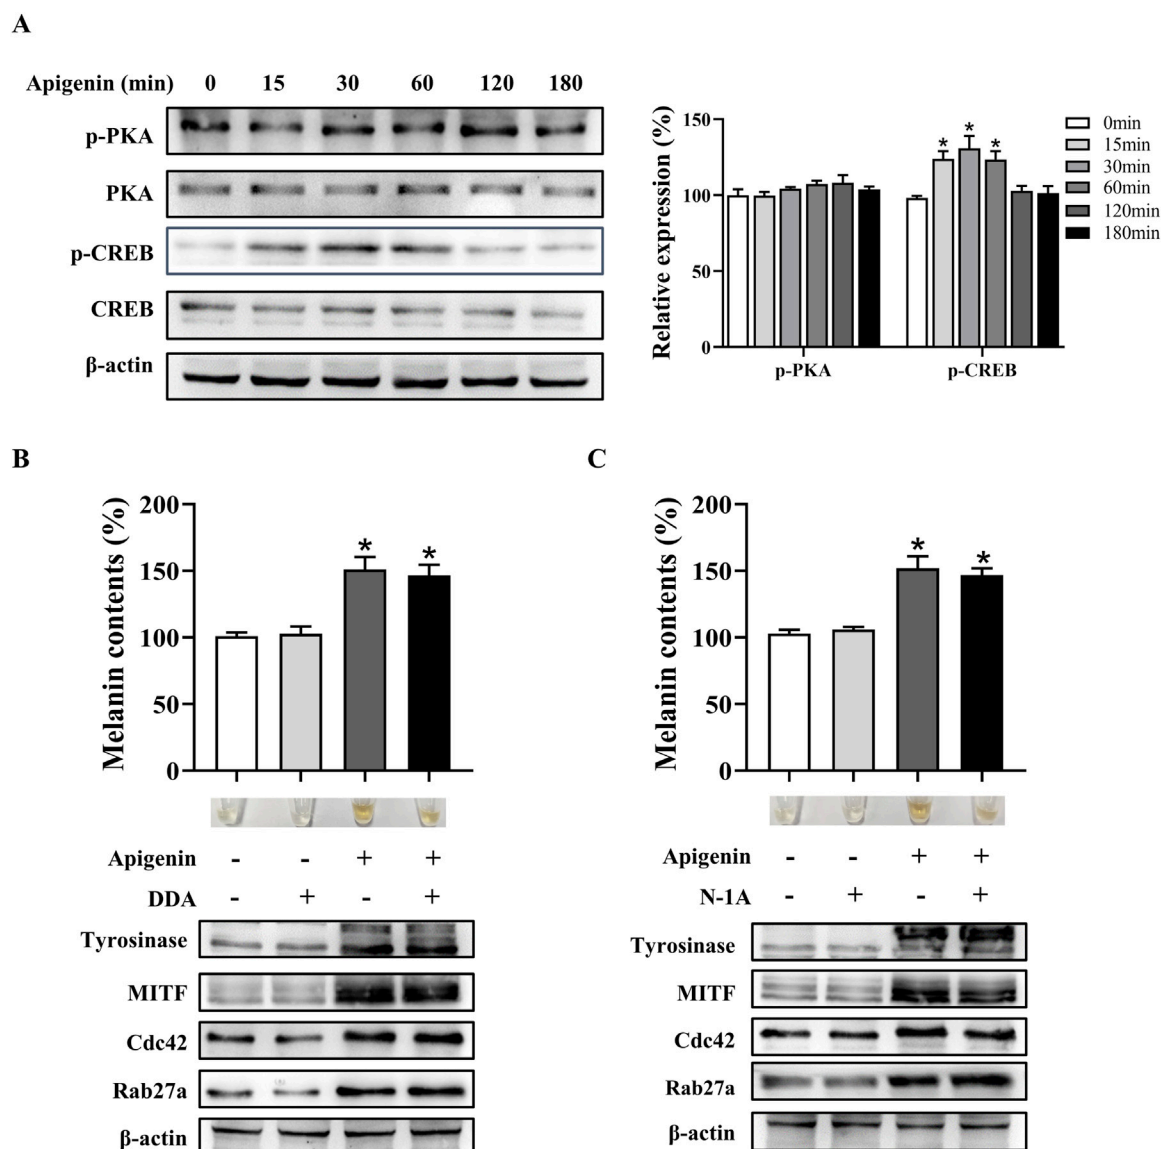 A
Apigenin (min) 0 15 30 60 120 180
p-PKA
PKA
p-CREB
CREB
β-actin
Relative expression (%)
150
100
50
0
* * *
p-PKA p-CREB
0min
15min
30min
60min
120min
180min
B
Melanin contents (%)
200
150
100
50
0
* *
Apigenin - - + +
DDA - + - +
Tyrosinase
MITF
Cdc42
Rab27a
β-actin
C
Melanin contents (%)
200
150
100
50
0
* *
Apigenin - - + +
N-1A - + - +
Tyrosinase
MITF
Cdc42
Rab27a
β-actin